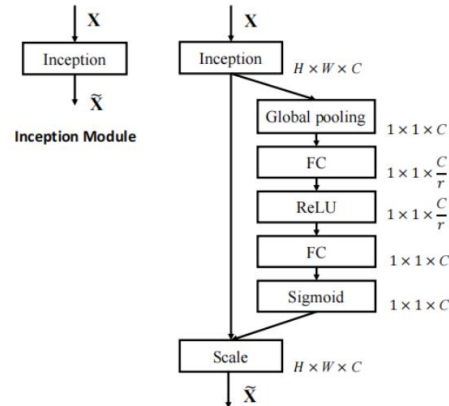 X
Inception
X̃
Inception Module
X
Inception
H × W × C
Global pooling
1 × 1 × C
FC
1 × 1 × C/r
ReLU
1 × 1 × C/r
FC
1 × 1 × C
Sigmoid
1 × 1 × C
Scale
H × W × C
X̃